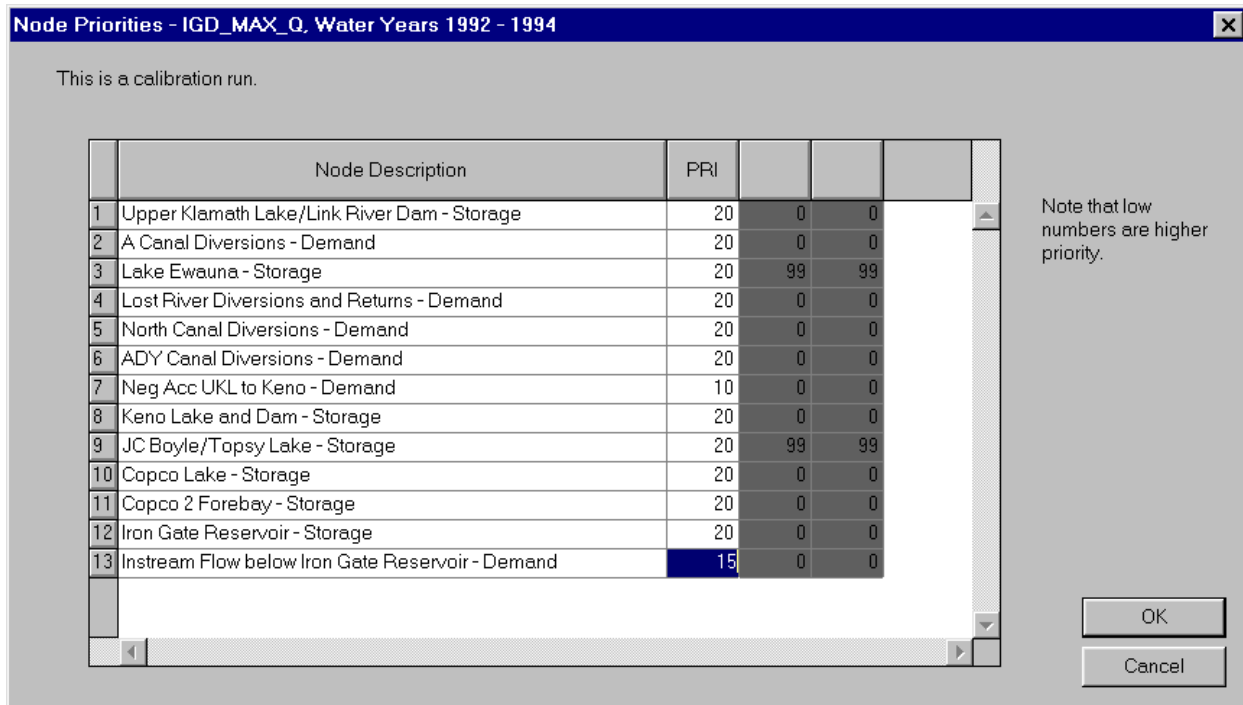 Node Priorities - IGD_MAX_Q, Water Years 1992 - 1994
This is a calibration run.
Node Description PRI
1 Upper Klamath Lake/Link River Dam - Storage 20 0 0
2 A Canal Diversions - Demand 20 0 0
3 Lake Ewauna - Storage 20 99 99
4 Lost River Diversions and Returns - Demand 20 0 0
5 North Canal Diversions - Demand 20 0 0
6 ADY Canal Diversions - Demand 20 0 0
7 Neg Acc UKL to Keno - Demand 10 0 0
8 Keno Lake and Dam - Storage 20 0 0
9 JC Boyle/Topsy Lake - Storage 20 99 99
10 Copco Lake - Storage 20 0 0
11 Copco 2 Forebay - Storage 20 0 0
12 Iron Gate Reservoir - Storage 20 0 0
13 Instream Flow below Iron Gate Reservoir - Demand 15 0 0
Note that low
numbers are higher
priority.
OK
Cancel